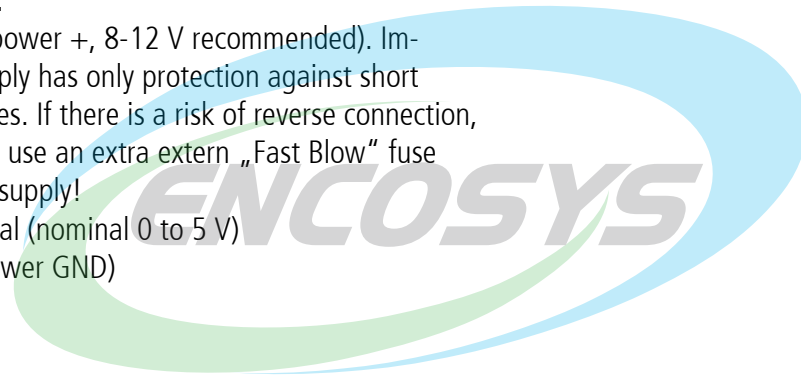 power +, 8-12 V recommended). Im-
ply has only protection against short
es. If there is a risk of reverse connection,
use an extra extern „Fast Blow“ fuse
supply!
al (nominal 0 to 5 V)
wer GND)
ENCOSYS